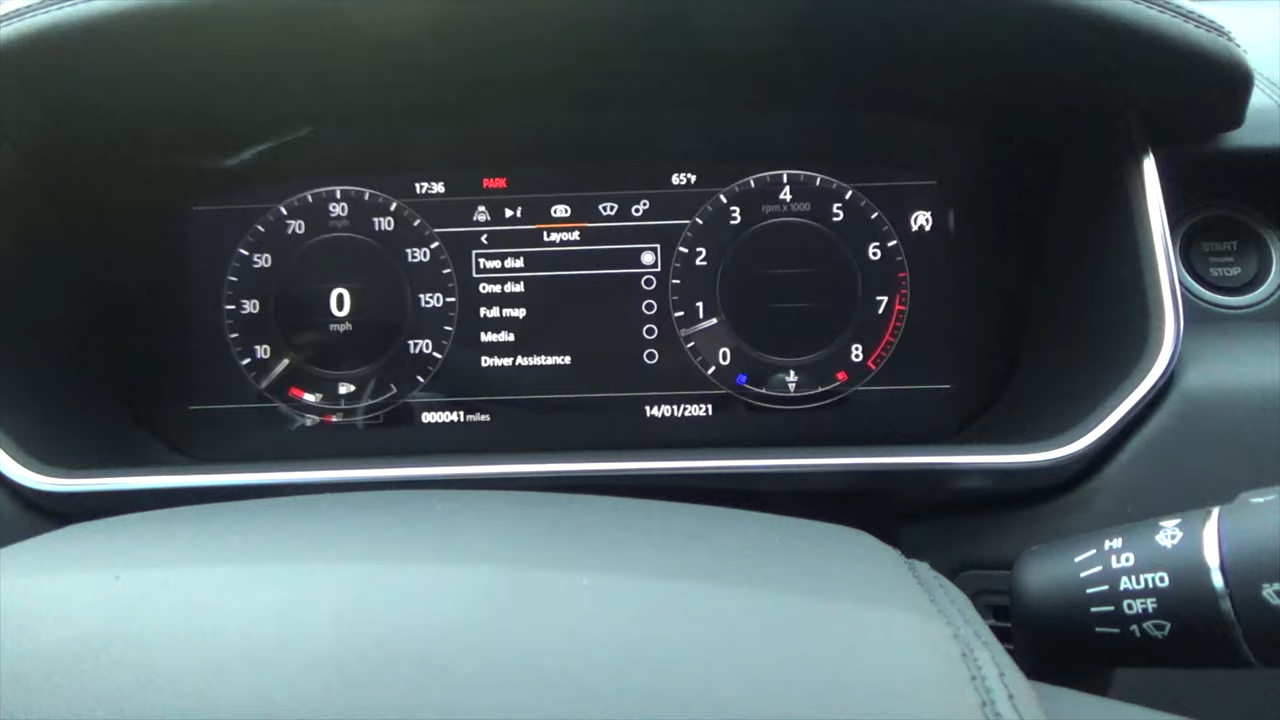 17:36 PARK 65°F
Layout
Two dial
One dial
Full map
Media
Driver Assistance
10
30
50
70
90
110
130
150
170
mph
0
mph
0
1
2
3
4
5
6
7
8
rpm x 1000
000041 miles
14/01/2021
START
STOP
HI
LO
AUTO
OFF
1